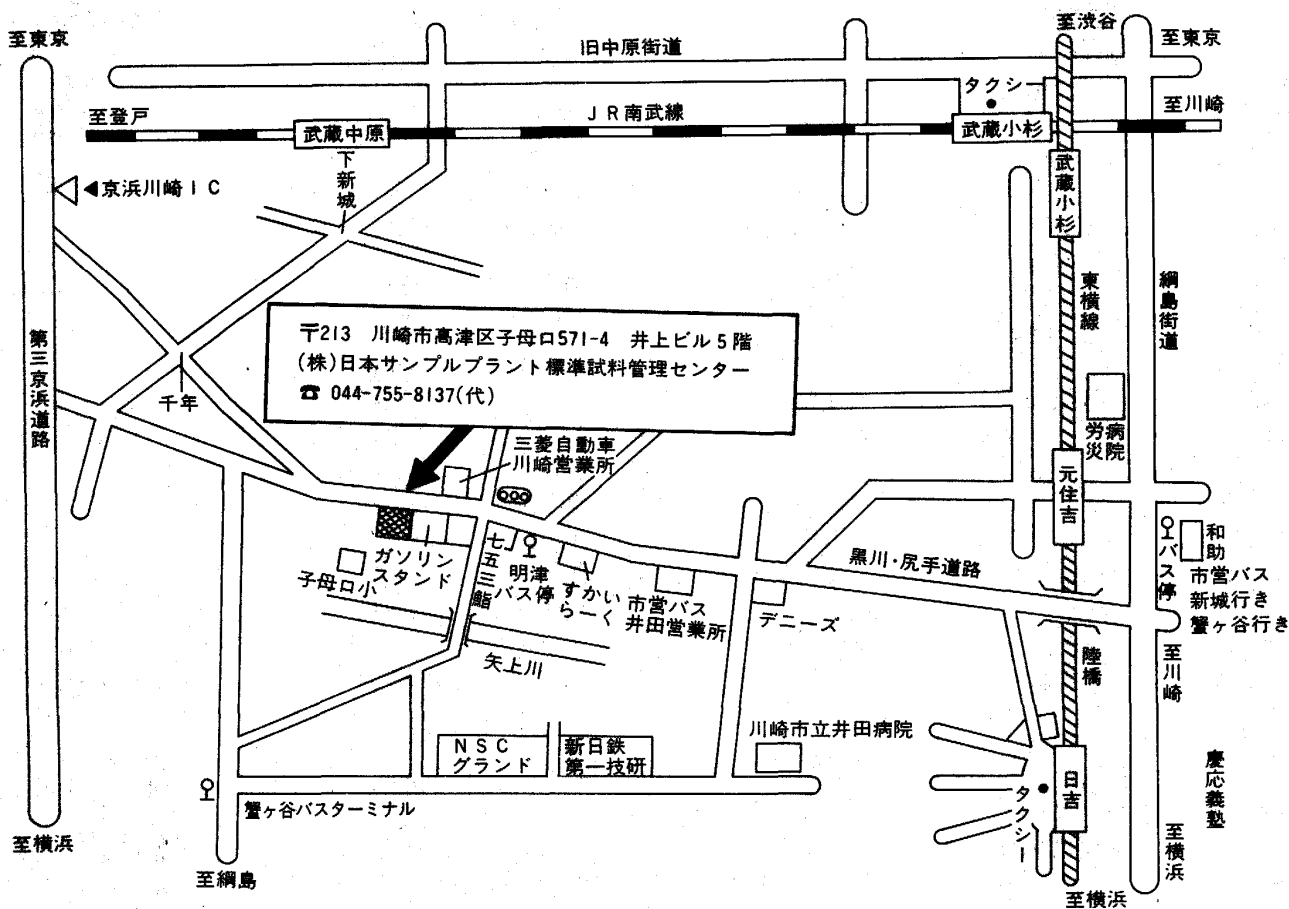 至東京
旧中原街道
至渋谷
至東京
タクシー
至登戸
JR南武線
至川崎
武蔵中原
武蔵小杉
下新城
◀京浜川崎IC
武蔵小杉
東横線
綱島街道
第三京浜道路
〒213 川崎市高津区子母口571-4 井上ビル5階
(株)日本サンプルプラント標準試料管理センター
☎ 044-755-8137(代)
千年
三菱自動車
川崎営業所
労災
病院
元住吉
ガソリン
スタンド
子母口小
七五三鮨
明津
バス停
すかい
らーく
市営バス
井田営業所
デニーズ
黒川・尻手道路
バス停
和助
市営バス
新城行き
蟹ヶ谷行き
矢上川
陸橋
至川崎
NSC
グランド
新日鉄
第一技研
川崎市立井田病院
日吉
タクシー
慶応義塾
蟹ヶ谷バスターミナル
至横浜
至綱島
至横浜
至横浜